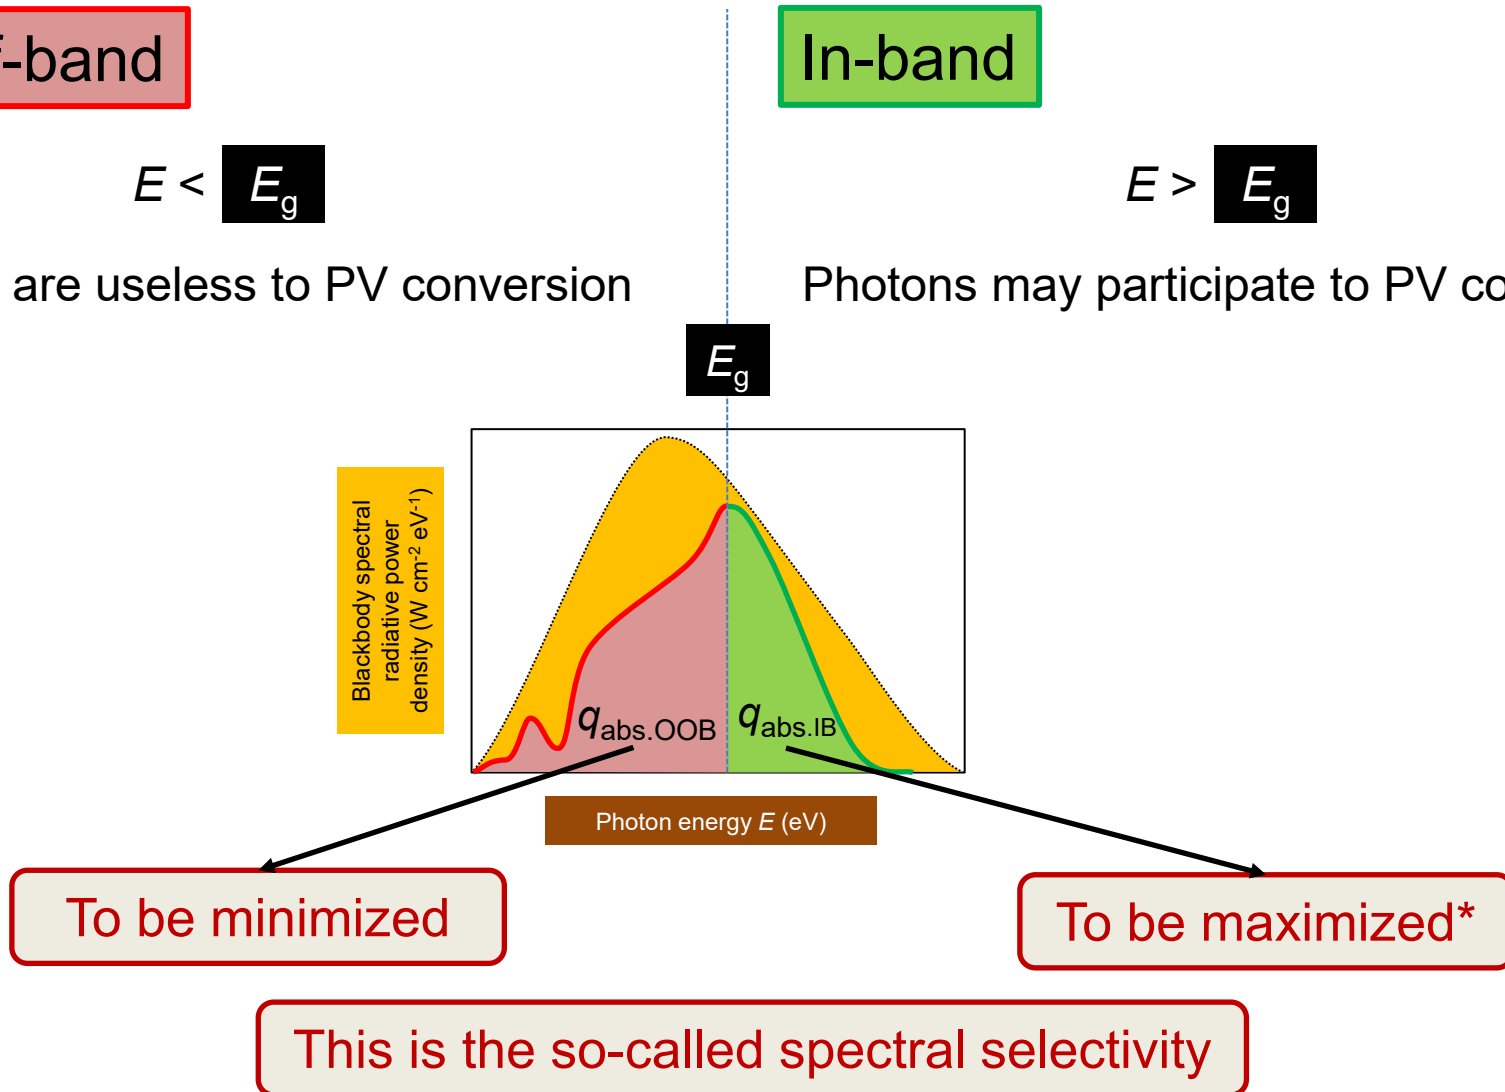 f-band
In-band
E < Eg
E > Eg
are useless to PV conversion
Photons may participate to PV co
Eg
Blackbody spectral
radiative power
density (W cm-2 eV-1)
qabs.OOB
qabs.IB
Photon energy E (eV)
To be minimized
To be maximized*
This is the so-called spectral selectivity